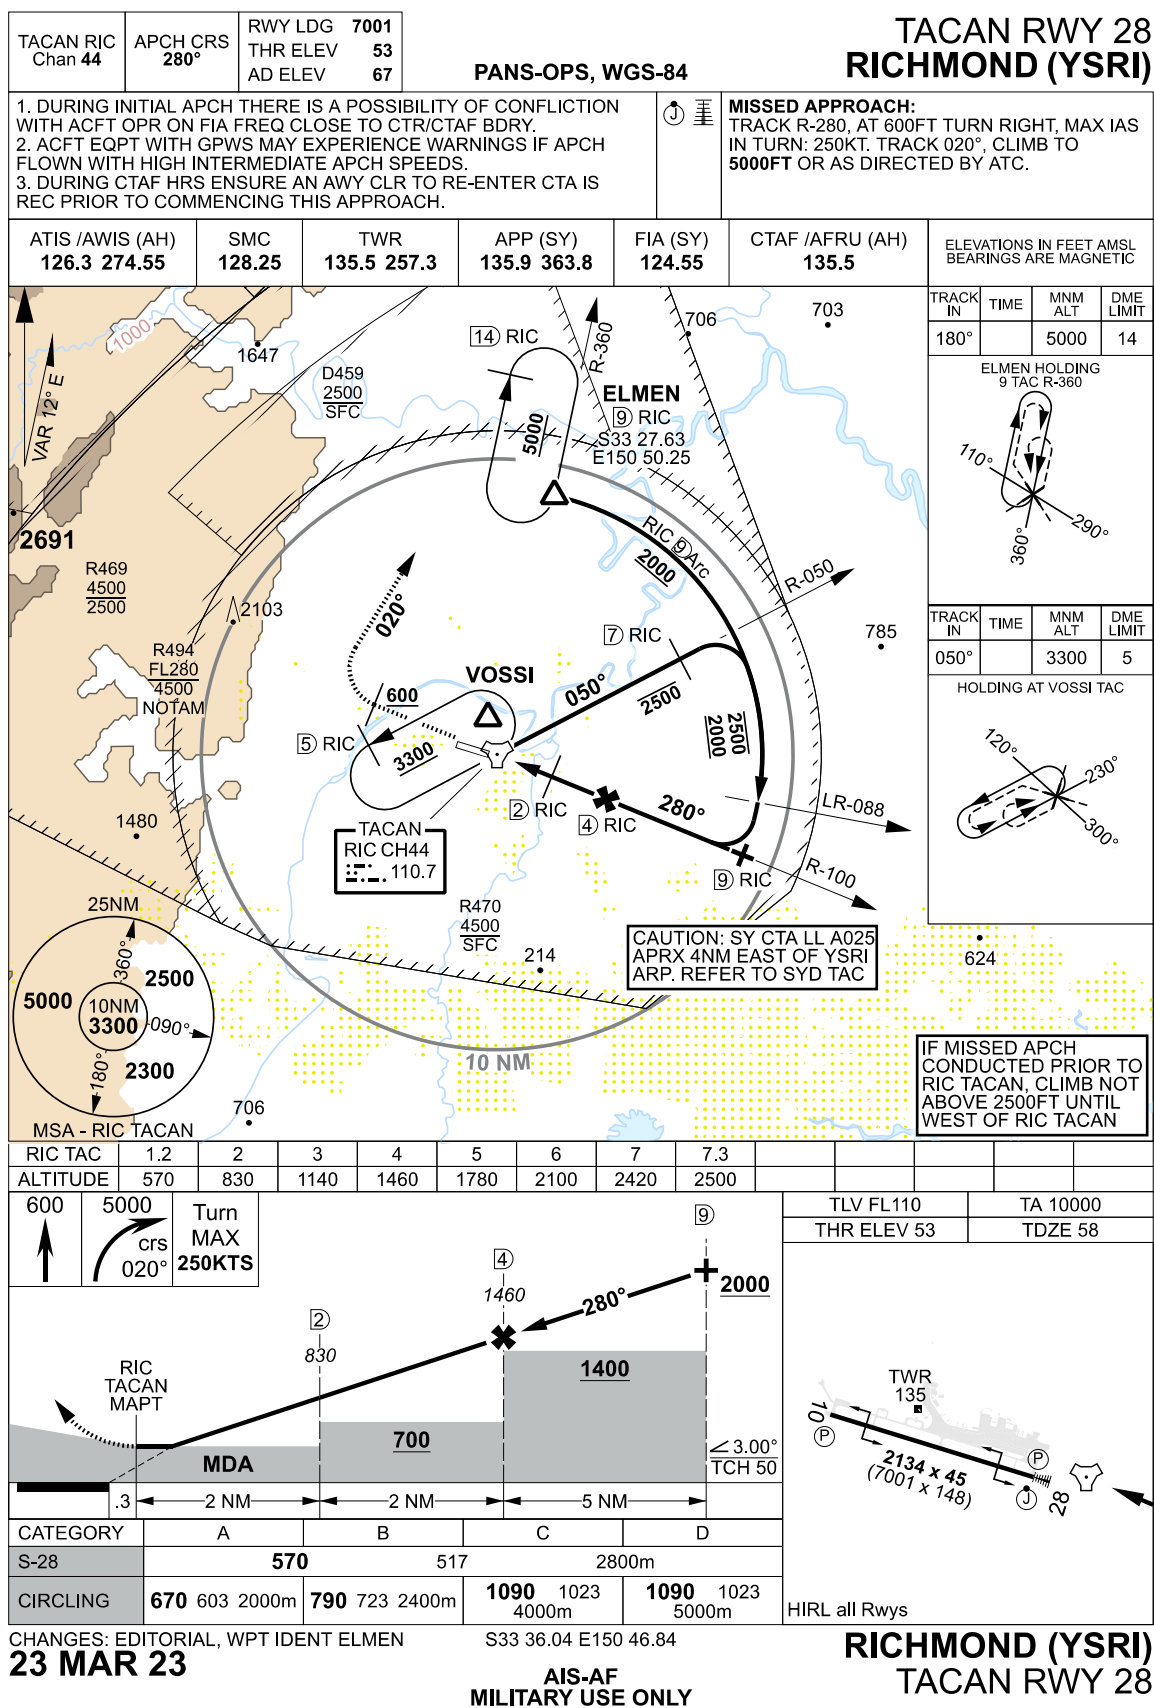 TACAN RIC
Chan 44
APCH CRS
280°
RWY LDG 7001
THR ELEV 53
AD ELEV 67
PANS-OPS, WGS-84
TACAN RWY 28
RICHMOND (YSRI)
1. DURING INITIAL APCH THERE IS A POSSIBILITY OF CONFLICTION
WITH ACFT OPR ON FIA FREQ CLOSE TO CTR/CTAF BDRY.
2. ACFT EQPT WITH GPWS MAY EXPERIENCE WARNINGS IF APCH
FLOWN WITH HIGH INTERMEDIATE APCH SPEEDS.
3. DURING CTAF HRS ENSURE AN AWY CLR TO RE-ENTER CTA IS
REC PRIOR TO COMMENCING THIS APPROACH.
J
MISSED APPROACH:
TRACK R-280, AT 600FT TURN RIGHT, MAX IAS
IN TURN: 250KT. TRACK 020°, CLIMB TO
5000FT OR AS DIRECTED BY ATC.
ATIS /AWIS (AH)
126.3 274.55
SMC
128.25
TWR
135.5 257.3
APP (SY)
135.9 363.8
FIA (SY)
124.55
CTAF /AFRU (AH)
135.5
ELEVATIONS IN FEET AMSL
BEARINGS ARE MAGNETIC
TRACK IN TIME MNM ALT DME LIMIT
180° 5000 14
ELMEN HOLDING
9 TAC R-360
110°
290°
360°
TRACK IN TIME MNM ALT DME LIMIT
050° 3300 5
HOLDING AT VOSSI TAC
120°
230°
300°
VAR 12° E
1000
1647
D459
2500
SFC
14 RIC
R-360
706
703
ELMEN
9 RIC
S33 27.63
E150 50.25
5000
2691
R469
4500
2500
2103
020°
RIC 9 Arc
2000
R-050
785
7 RIC
R494
FL280
4500
NOTAM
VOSSI
600
050°
2500
2500
2000
5 RIC
3300
2 RIC
4 RIC
280°
LR-088
1480
TACAN
RIC CH44
110.7
9 RIC
R-100
R470
4500
SFC
214
CAUTION: SY CTA LL A025
APRX 4NM EAST OF YSRI
ARP. REFER TO SYD TAC
624
25NM
360°
2500
5000
10NM
3300
090°
180°
2300
MSA - RIC TACAN
706
10 NM
IF MISSED APCH
CONDUCTED PRIOR TO
RIC TACAN, CLIMB NOT
ABOVE 2500FT UNTIL
WEST OF RIC TACAN
RIC TAC 1.2 2 3 4 5 6 7 7.3
ALTITUDE 570 830 1140 1460 1780 2100 2420 2500
600
5000
crs
020°
Turn
MAX
250KTS
9
4
1460
280°
2000
2
830
RIC
TACAN
MAPT
1400
700
MDA
3.00°
TCH 50
.3 2 NM 2 NM 5 NM
TLV FL110 TA 10000
THR ELEV 53 TDZE 58
TWR
135
10
P
P
2134 x 45
(7001 x 148)
J
28
HIRL all Rwys
CATEGORY A B C D
S-28 570 517 2800m
CIRCLING 670 603 2000m 790 723 2400m 1090 1023 4000m 1090 1023 5000m
CHANGES: EDITORIAL, WPT IDENT ELMEN
S33 36.04 E150 46.84
23 MAR 23
AIS-AF
MILITARY USE ONLY
RICHMOND (YSRI)
TACAN RWY 28